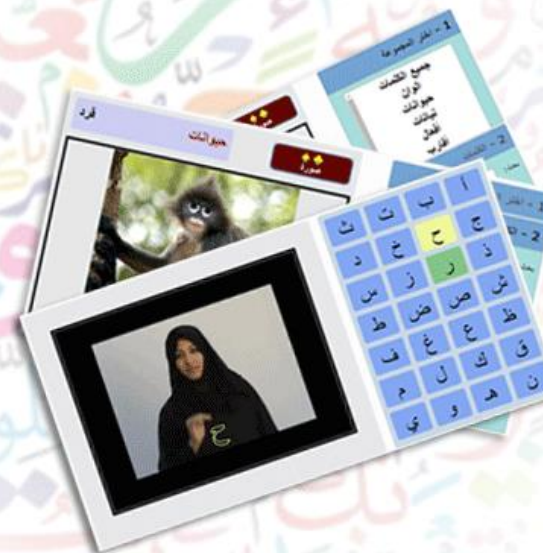 1 - اختر المجموعة
جميع الكلمات
ألوان
حيوانات
نباتات
أفعال
أقارب
2 - الكلمات
قرد
حيوانات
صورة
أ ب ت ث
ج ح خ د
ذ ر ز س
ش ص ض ط
ظ ع غ ف
ق ك ل م
ن هـ و ي
ح